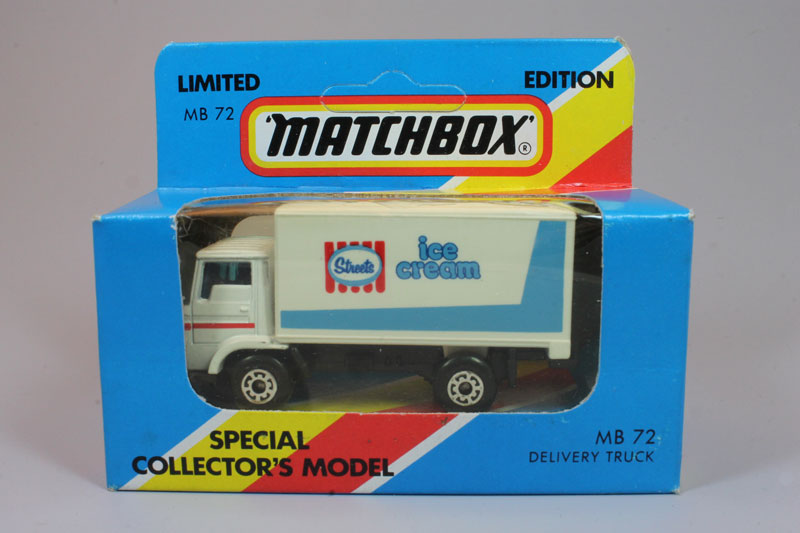 LIMITED EDITION
MB 72
'MATCHBOX' ®
Streets
ice
cream
SPECIAL
COLLECTOR'S MODEL
MB 72
DELIVERY TRUCK